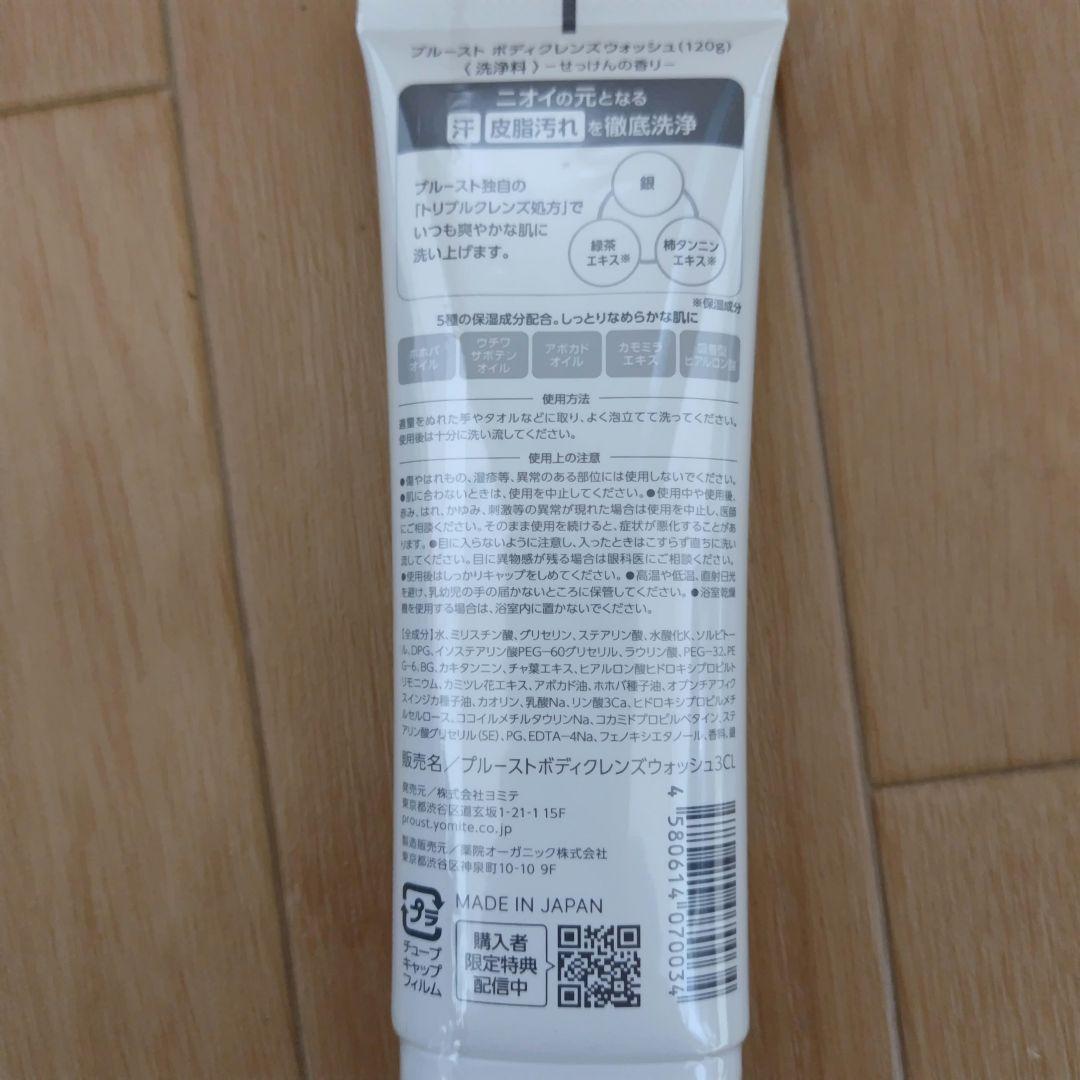 プルースト ボディクレンズウォッシュ(120g)
〈洗浄料〉ーせっけんの香りー
ニオイの元となる
汗 皮脂汚れ を徹底洗浄
プルースト独自の
「トリプルクレンズ処方」で
いつも爽やかな肌に
洗い上げます。
銀
緑茶
エキス※
柿タンニン
エキス※
※保湿成分
5種の保湿成分配合。しっとりなめらかな肌に
ホホバ
オイル
ウチワ
サボテン
オイル
アボカド
オイル
カモミラ
エキス
吸着型
ヒアルロン酸
使用方法
適量をぬれた手やタオルなどに取り、よく泡立てて洗ってください。
使用後は十分に洗い流してください。
使用上の注意
●傷やはれもの、湿疹等、異常のある部位には使用しないでください。
●肌に合わないときは、使用を中止してください。●使用中や使用後、
赤み、はれ、かゆみ、刺激等の異常が現れた場合は使用を中止し、医師
にご相談ください。そのまま使用を続けると、症状が悪化することがあ
ります。●目に入らないように注意し、入ったときはこすらず直ちに洗い
流してください。目に異物感が残る場合は眼科医にご相談ください。
●使用後はしっかりキャップをしめてください。●高温や低温、直射日光
を避け、乳幼児の手の届かないところに保管してください。●浴室乾燥
機を使用する場合は、浴室内に置かないでください。
【全成分】水、ミリスチン酸、グリセリン、ステアリン酸、水酸化K、ソルビトー
ル、DPG、イソステアリン酸PEG-60グリセリル、ラウリン酸、PEG-32、PE
G-6、BG、カキタンニン、チャ葉エキス、ヒアルロン酸ヒドロキシプロピルト
リモニウム、カミツレ花エキス、アボカド油、ホホバ種子油、オプンチアフィク
スインジカ種子油、カオリン、乳酸Na、リン酸3Ca、ヒドロキシプロピルメチ
ルセルロース、ココイルメチルタウリンNa、コカミドプロピルベタイン、ステ
アリン酸グリセリル(SE)、PG、EDTA-4Na、フェノキシエタノール、香料、銀
販売名／プルーストボディクレンズウォッシュ3CL
発売元／株式会社ヨミテ
東京都渋谷区道玄坂1-21-1 15F
proust.yomite.co.jp
製造販売元／薬院オーガニック株式会社
東京都渋谷区神泉町10-10 9F
プラ
チューブ
キャップ
フィルム
MADE IN JAPAN
購入者
限定特典
配信中
4 580614 070034